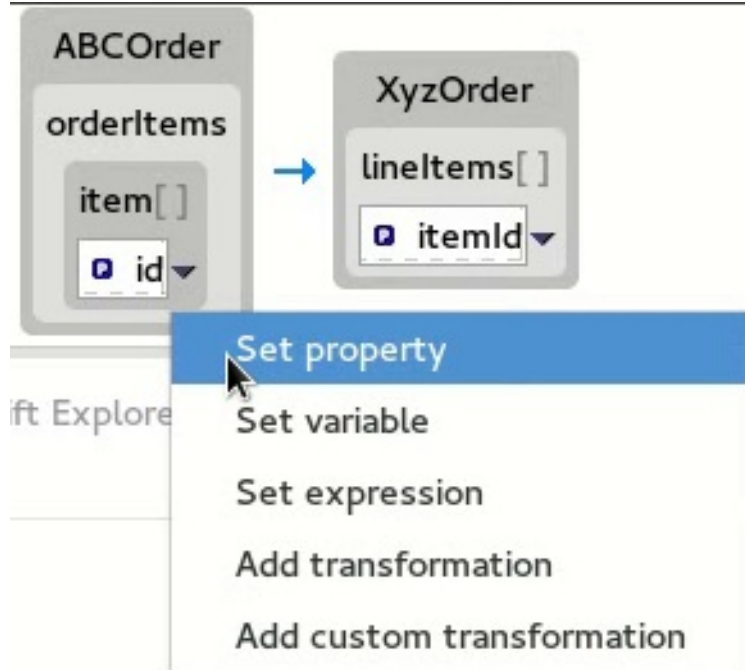 ABCOrder
orderItems
item[ ]
id
XyzOrder
lineItems[ ]
itemId
Set property
ift Explore
Set variable
Set expression
Add transformation
Add custom transformation